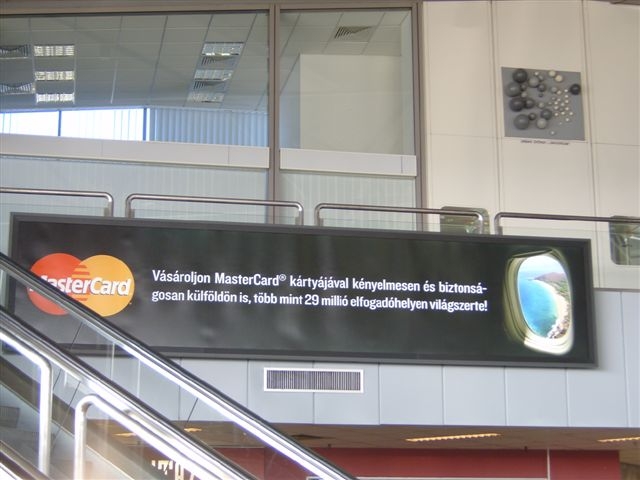 MasterCard
Vásároljon MasterCard® kártyájával kényelmesen és biztonsá-
gosan külföldön is, több mint 29 millió elfogadóhelyen világszerte!